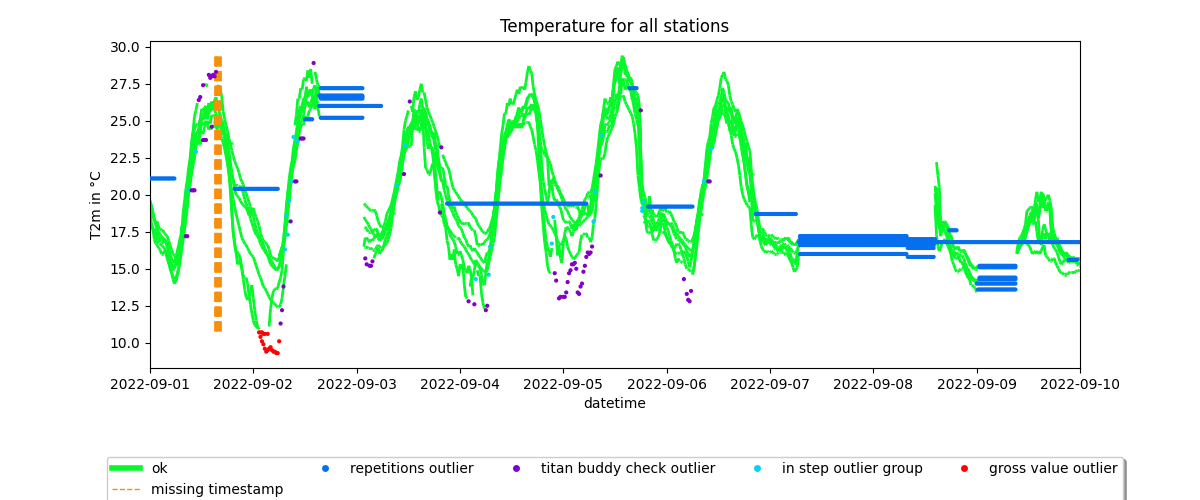 Temperature for all stations
30.0
27.5
25.0
22.5
20.0
17.5
15.0
12.5
10.0
T2m in °C
2022-09-01 2022-09-02 2022-09-03 2022-09-04 2022-09-05 2022-09-06 2022-09-07 2022-09-08 2022-09-09 2022-09-10
datetime
ok repetitions outlier titan buddy check outlier in step outlier group gross value outlier
missing timestamp